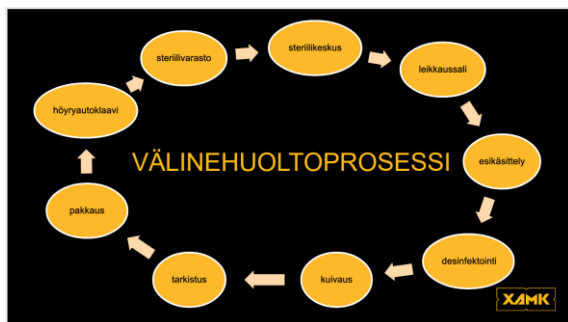 steriilivarasto
steriilikeskus
leikkaussali
höyryautoklaavi
VÄLINEHUOLTOPROSESSI
esikäsittely
pakkaus
desinfektointi
tarkistus
kuivaus
XAMK